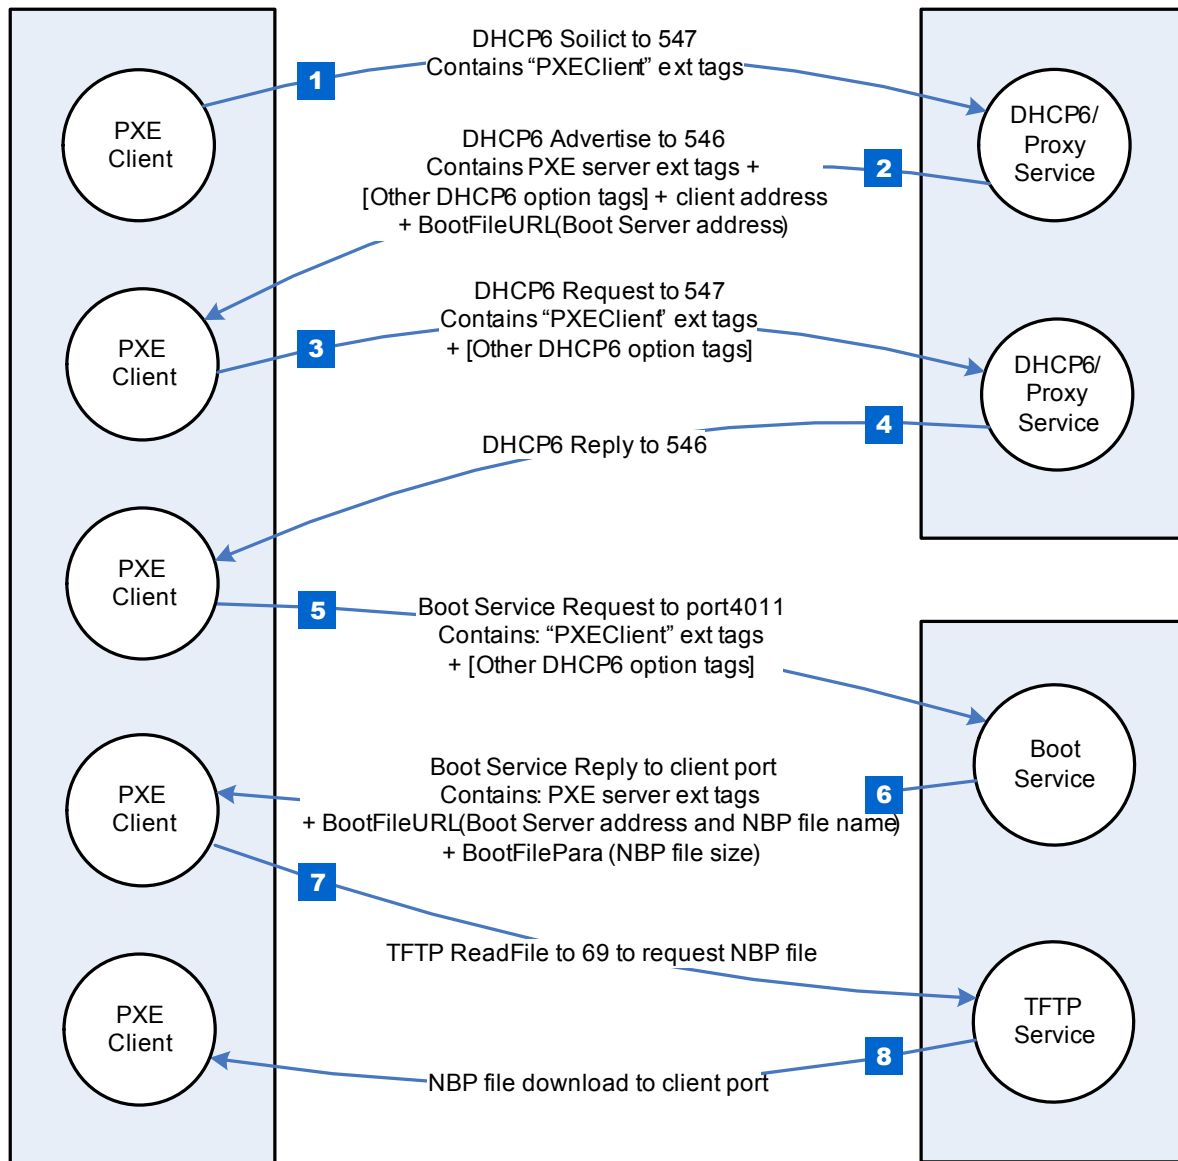 DHCP6 Soilict to 547
Contains “PXEClient” ext tags
1
PXE
Client
DHCP6/
Proxy
Service
DHCP6 Advertise to 546
Contains PXE server ext tags +
[Other DHCP6 option tags] + client address
+ BootFileURL(Boot Server address)
2
PXE
Client
DHCP6 Request to 547
Contains “PXEClient” ext tags
+ [Other DHCP6 option tags]
3
DHCP6/
Proxy
Service
4
DHCP6 Reply to 546
PXE
Client
5
Boot Service Request to port4011
Contains: “PXEClient” ext tags
+ [Other DHCP6 option tags]
Boot
Service
PXE
Client
Boot Service Reply to client port
Contains: PXE server ext tags
+ BootFileURL(Boot Server address and NBP file name)
+ BootFilePara (NBP file size)
6
7
TFTP ReadFile to 69 to request NBP file
PXE
Client
TFTP
Service
8
NBP file download to client port